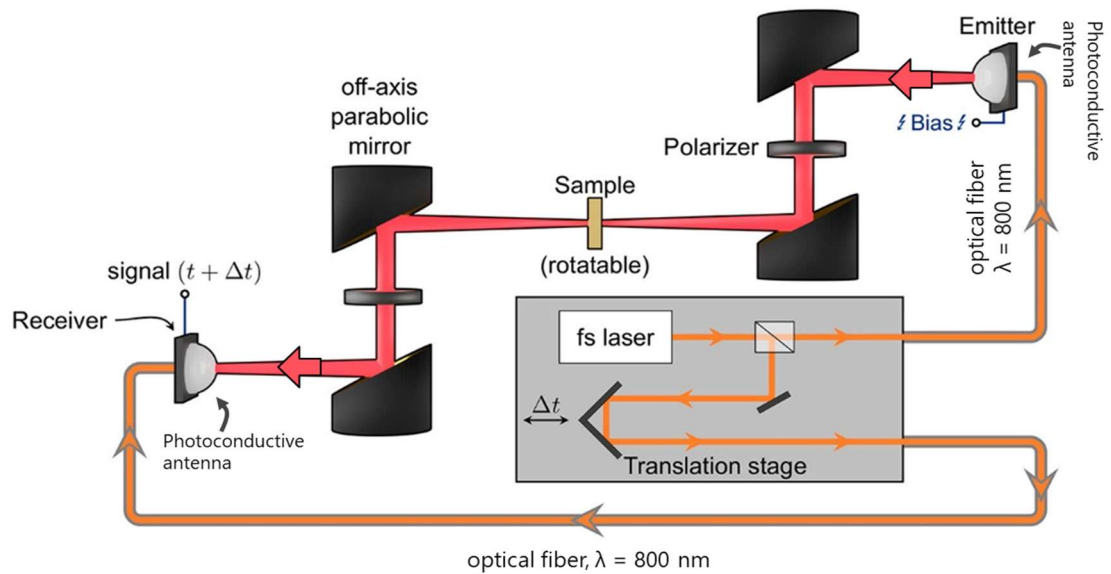 Emitter
Photoconductive
antenna
off-axis
parabolic
mirror
⚡Bias⚡
Polarizer
Sample
(rotatable)
optical fiber
λ = 800 nm
signal (t + Δt)
Receiver
Photoconductive
antenna
fs laser
Δt
Translation stage
optical fiber, λ = 800 nm